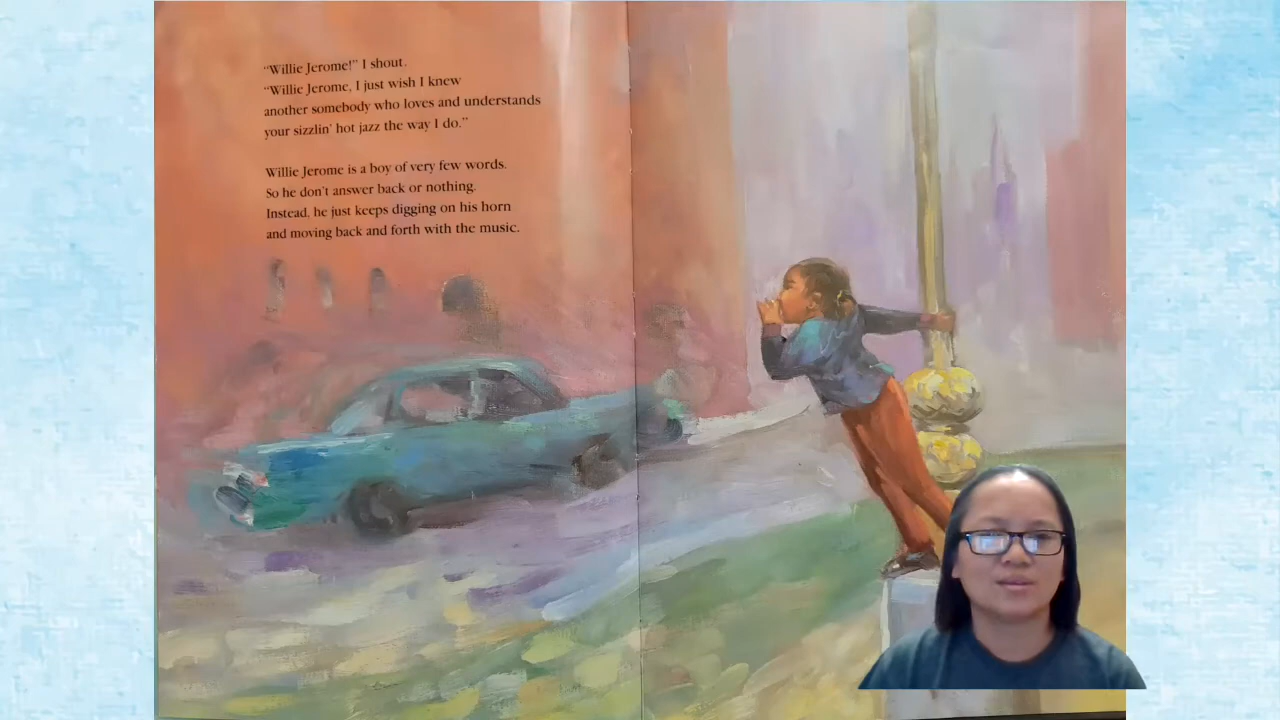 “Willie Jerome!” I shout.
“Willie Jerome, I just wish I knew
another somebody who loves and understands
your sizzlin’ hot jazz the way I do.”
Willie Jerome is a boy of very few words.
So he don’t answer back or nothing.
Instead, he just keeps digging on his horn
and moving back and forth with the music.